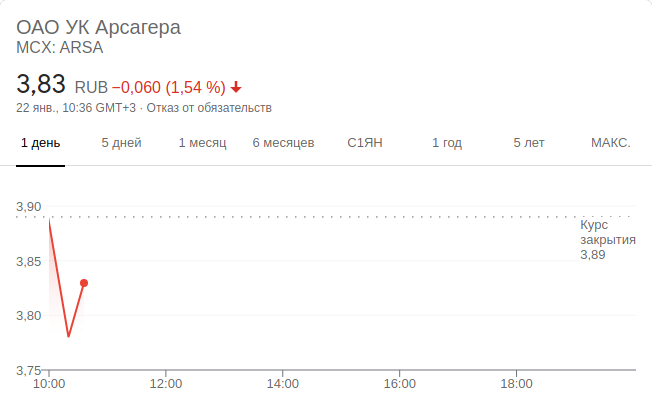 ОАО УК Арсагера
MCX: ARSA
3,83 RUB −0,060 (1,54 %)
22 янв., 10:36 GMT+3 · Отказ от обязательств
1 день 5 дней 1 месяц 6 месяцев С1ЯН 1 год 5 лет МАКС.
3,90
Курс
закрытия
3,89
3,85
3,80
3,75
10:00 12:00 14:00 16:00 18:00